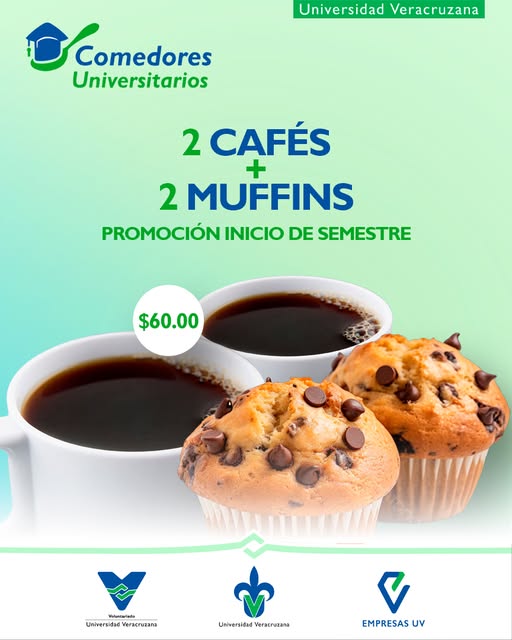 Universidad Veracruzana
Comedores
Universitarios
2 CAFÉS
+
2 MUFFINS
PROMOCIÓN INICIO DE SEMESTRE
$60.00
Voluntariado
Universidad Veracruzana
Universidad Veracruzana
EMPRESAS UV